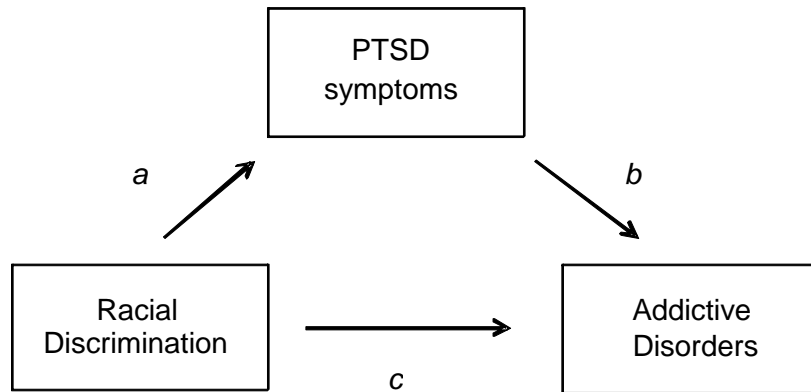 PTSD
symptoms
a
b
Racial
Discrimination
Addictive
Disorders
c